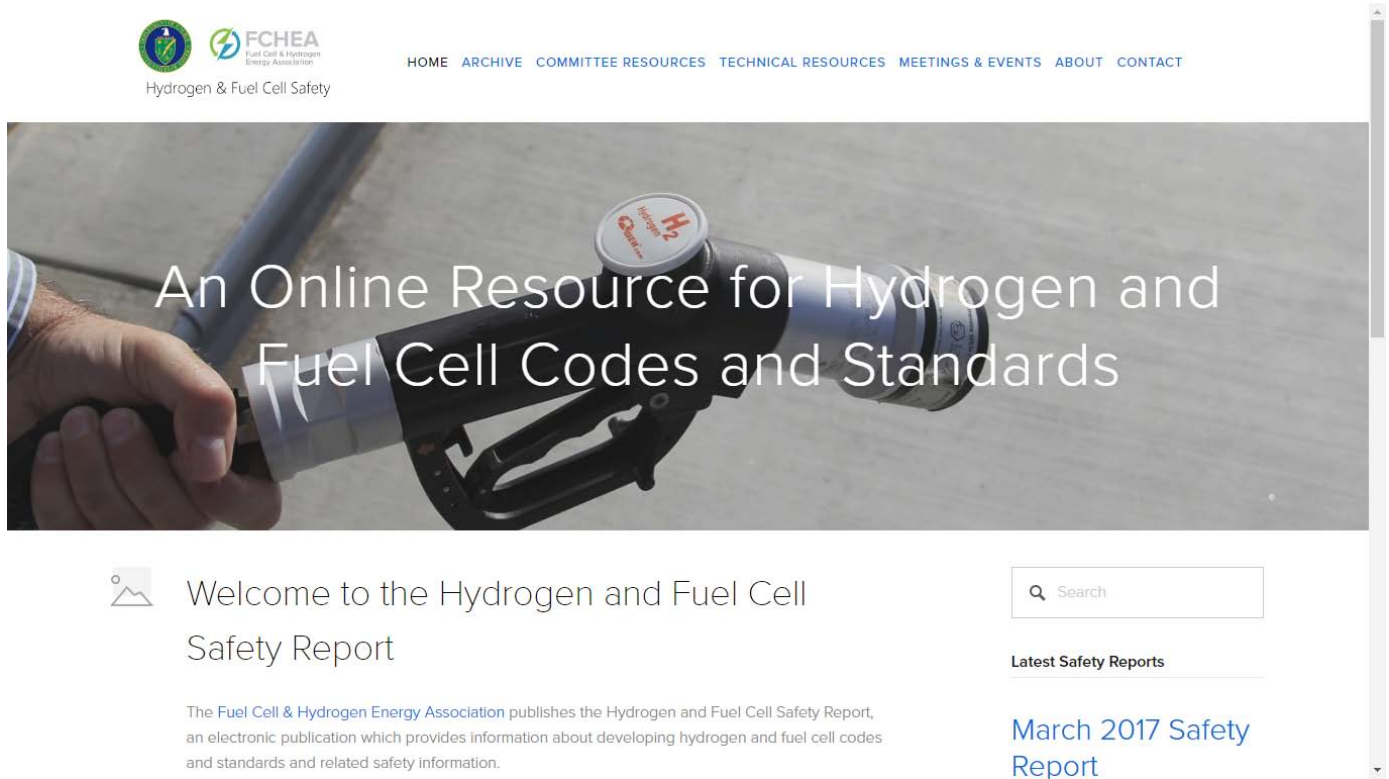 FCHEA
Fuel Cell & Hydrogen
Energy Association
Hydrogen & Fuel Cell Safety
HOME ARCHIVE COMMITTEE RESOURCES TECHNICAL RESOURCES MEETINGS & EVENTS ABOUT CONTACT
H2
Hydrogen
An Online Resource for Hydrogen and
Fuel Cell Codes and Standards
Welcome to the Hydrogen and Fuel Cell
Safety Report
The Fuel Cell & Hydrogen Energy Association publishes the Hydrogen and Fuel Cell Safety Report,
an electronic publication which provides information about developing hydrogen and fuel cell codes
and standards and related safety information.
Search
Latest Safety Reports
March 2017 Safety
Report